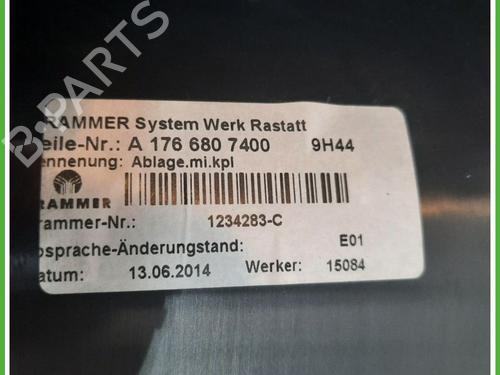 RAMMER System Werk Rastatt
eile-Nr.: A 176 680 7400 9H44
ennenung: Ablage.mi.kpl
RAMMER
rammer-Nr.: 1234283-C
bsprache-Änderungstand: E01
atum: 13.06.2014 Werker: 15084
B-PARTS